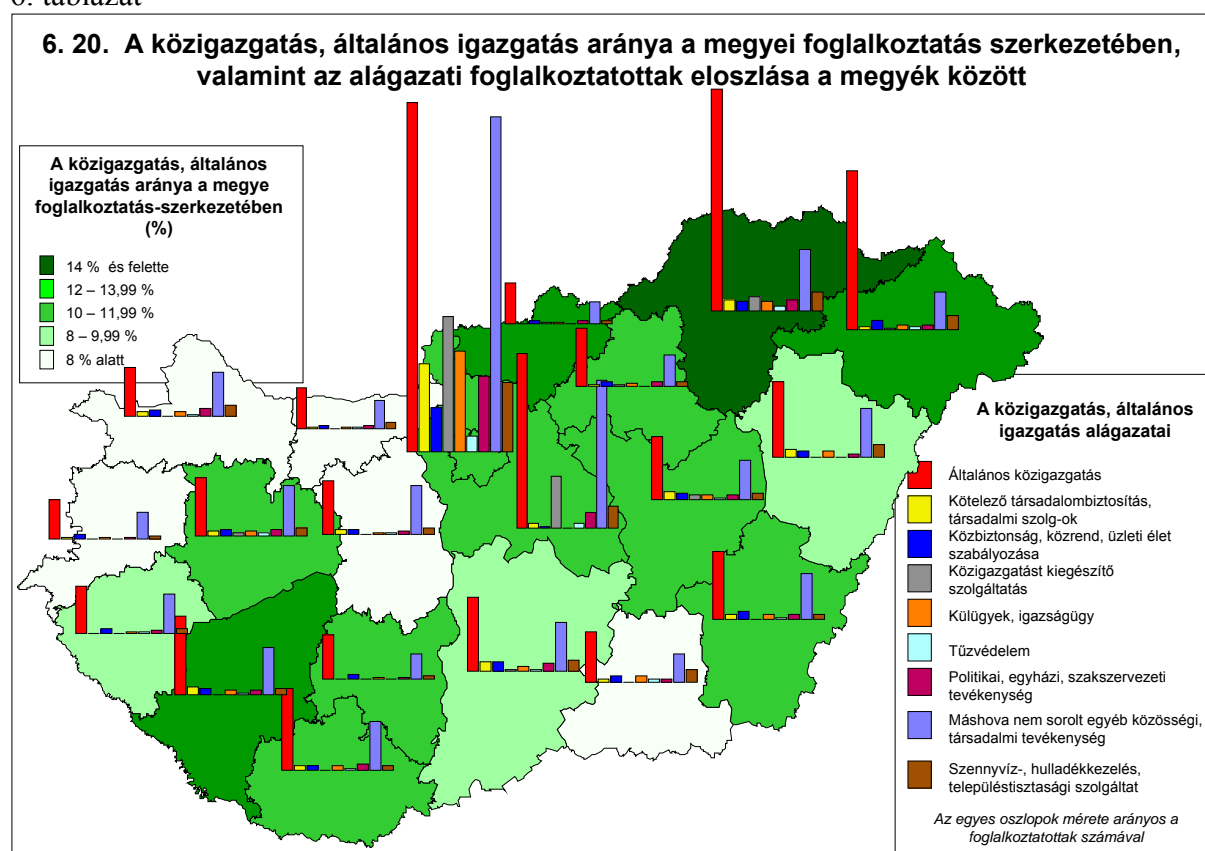 6. táblázat
6. 20. A közigazgatás, általános igazgatás aránya a megyei foglalkoztatás szerkezetében,
valamint az alágazati foglalkoztatottak eloszlása a megyék között
A közigazgatás, általános
igazgatás aránya a megye
foglalkoztatás-szerkezetében
(%)
14 % és felette
12 – 13,99 %
10 – 11,99 %
8 – 9,99 %
8 % alatt
A közigazgatás, általános
igazgatás alágazatai
Általános közigazgatás
Kötelező társadalombiztosítás,
társadalmi szolg-ok
Közbiztonság, közrend, üzleti élet
szabályozása
Közigazgatást kiegészítő
szolgáltatás
Külügyek, igazságügy
Tűzvédelem
Politikai, egyházi, szakszervezeti
tevékenység
Máshova nem sorolt egyéb közösségi,
társadalmi tevékenység
Szennyvíz-, hulladékkezelés,
településtisztasági szolgáltat
Az egyes oszlopok mérete arányos a
foglalkoztatottak számával